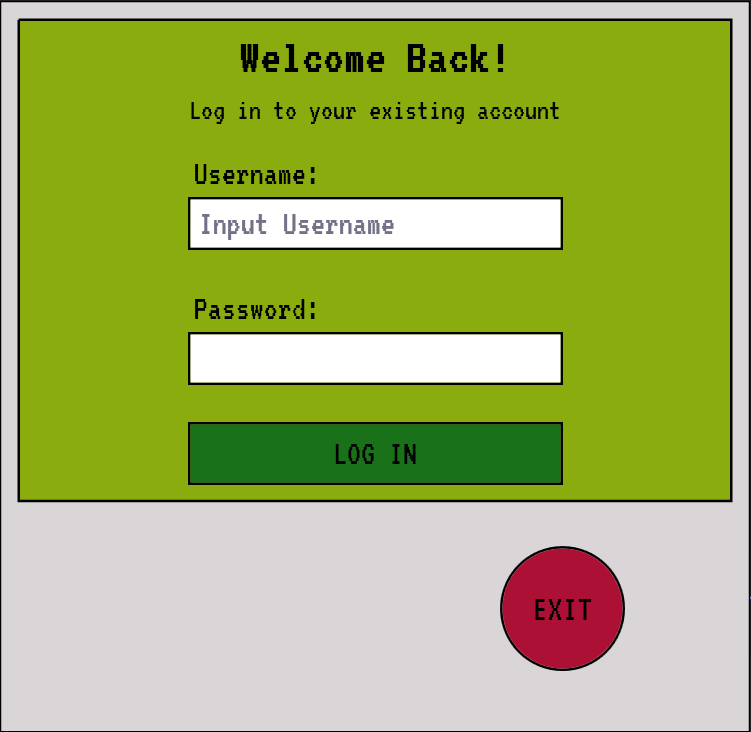 Welcome Back!
Log in to your existing account
Username:
Input Username
Password:
LOG IN
EXIT